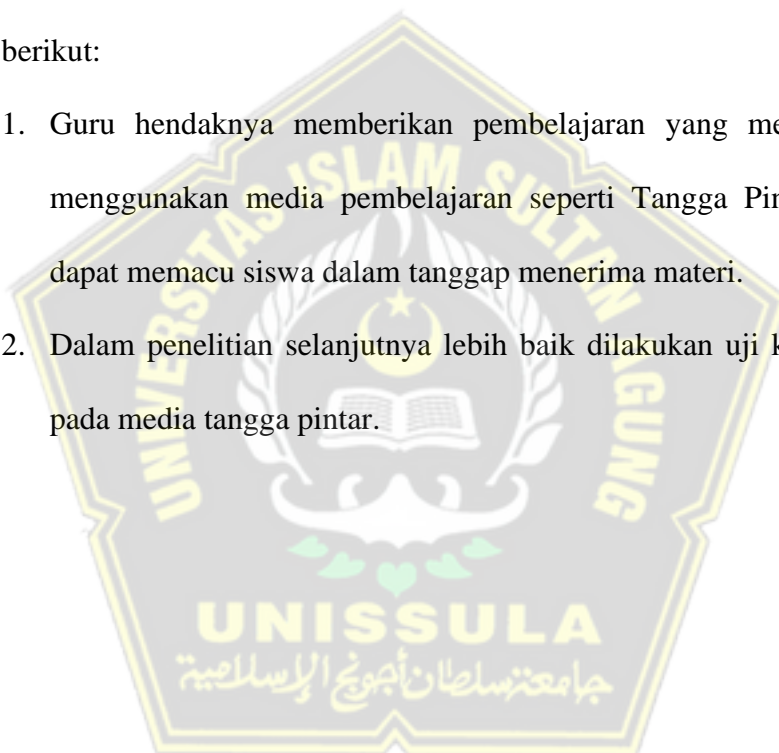 berikut:
1. Guru hendaknya memberikan pembelajaran yang
menggunakan media pembelajaran seperti Tangga
dapat memacu siswa dalam tanggap menerima materi.
2. Dalam penelitian selanjutnya lebih baik dilakukan uji
pada media tangga pintar.
UNIVERSITAS ISLAM SULTAN AGUNG
UNISSULA
جامعة سلطان أجونج الإسلامية